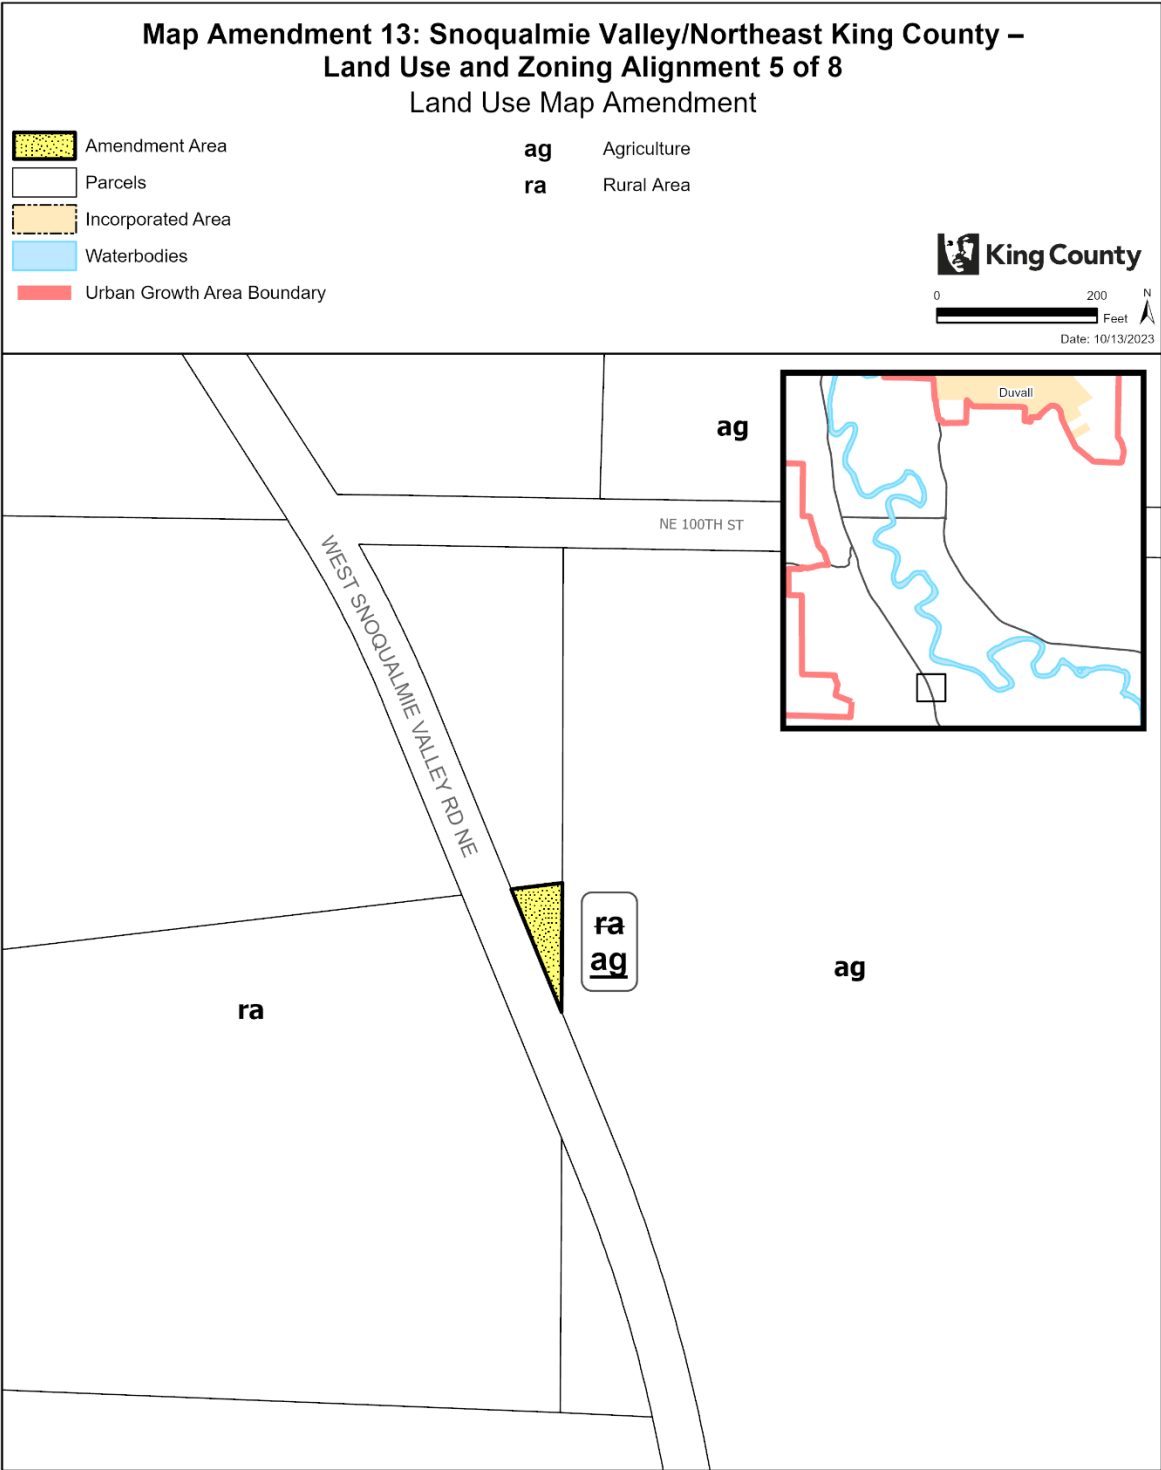 Map Amendment 13: Snoqualmie Valley/Northeast King County –
Land Use and Zoning Alignment 5 of 8
Land Use Map Amendment
Amendment Area
Parcels
Incorporated Area
Waterbodies
Urban Growth Area Boundary
ag Agriculture
ra Rural Area
King County
0 200
Feet
N
Date: 10/13/2023
Duvall
ag
NE 100TH ST
WEST SNOQUALMIE VALLEY RD NE
ra
ag
ag
ra